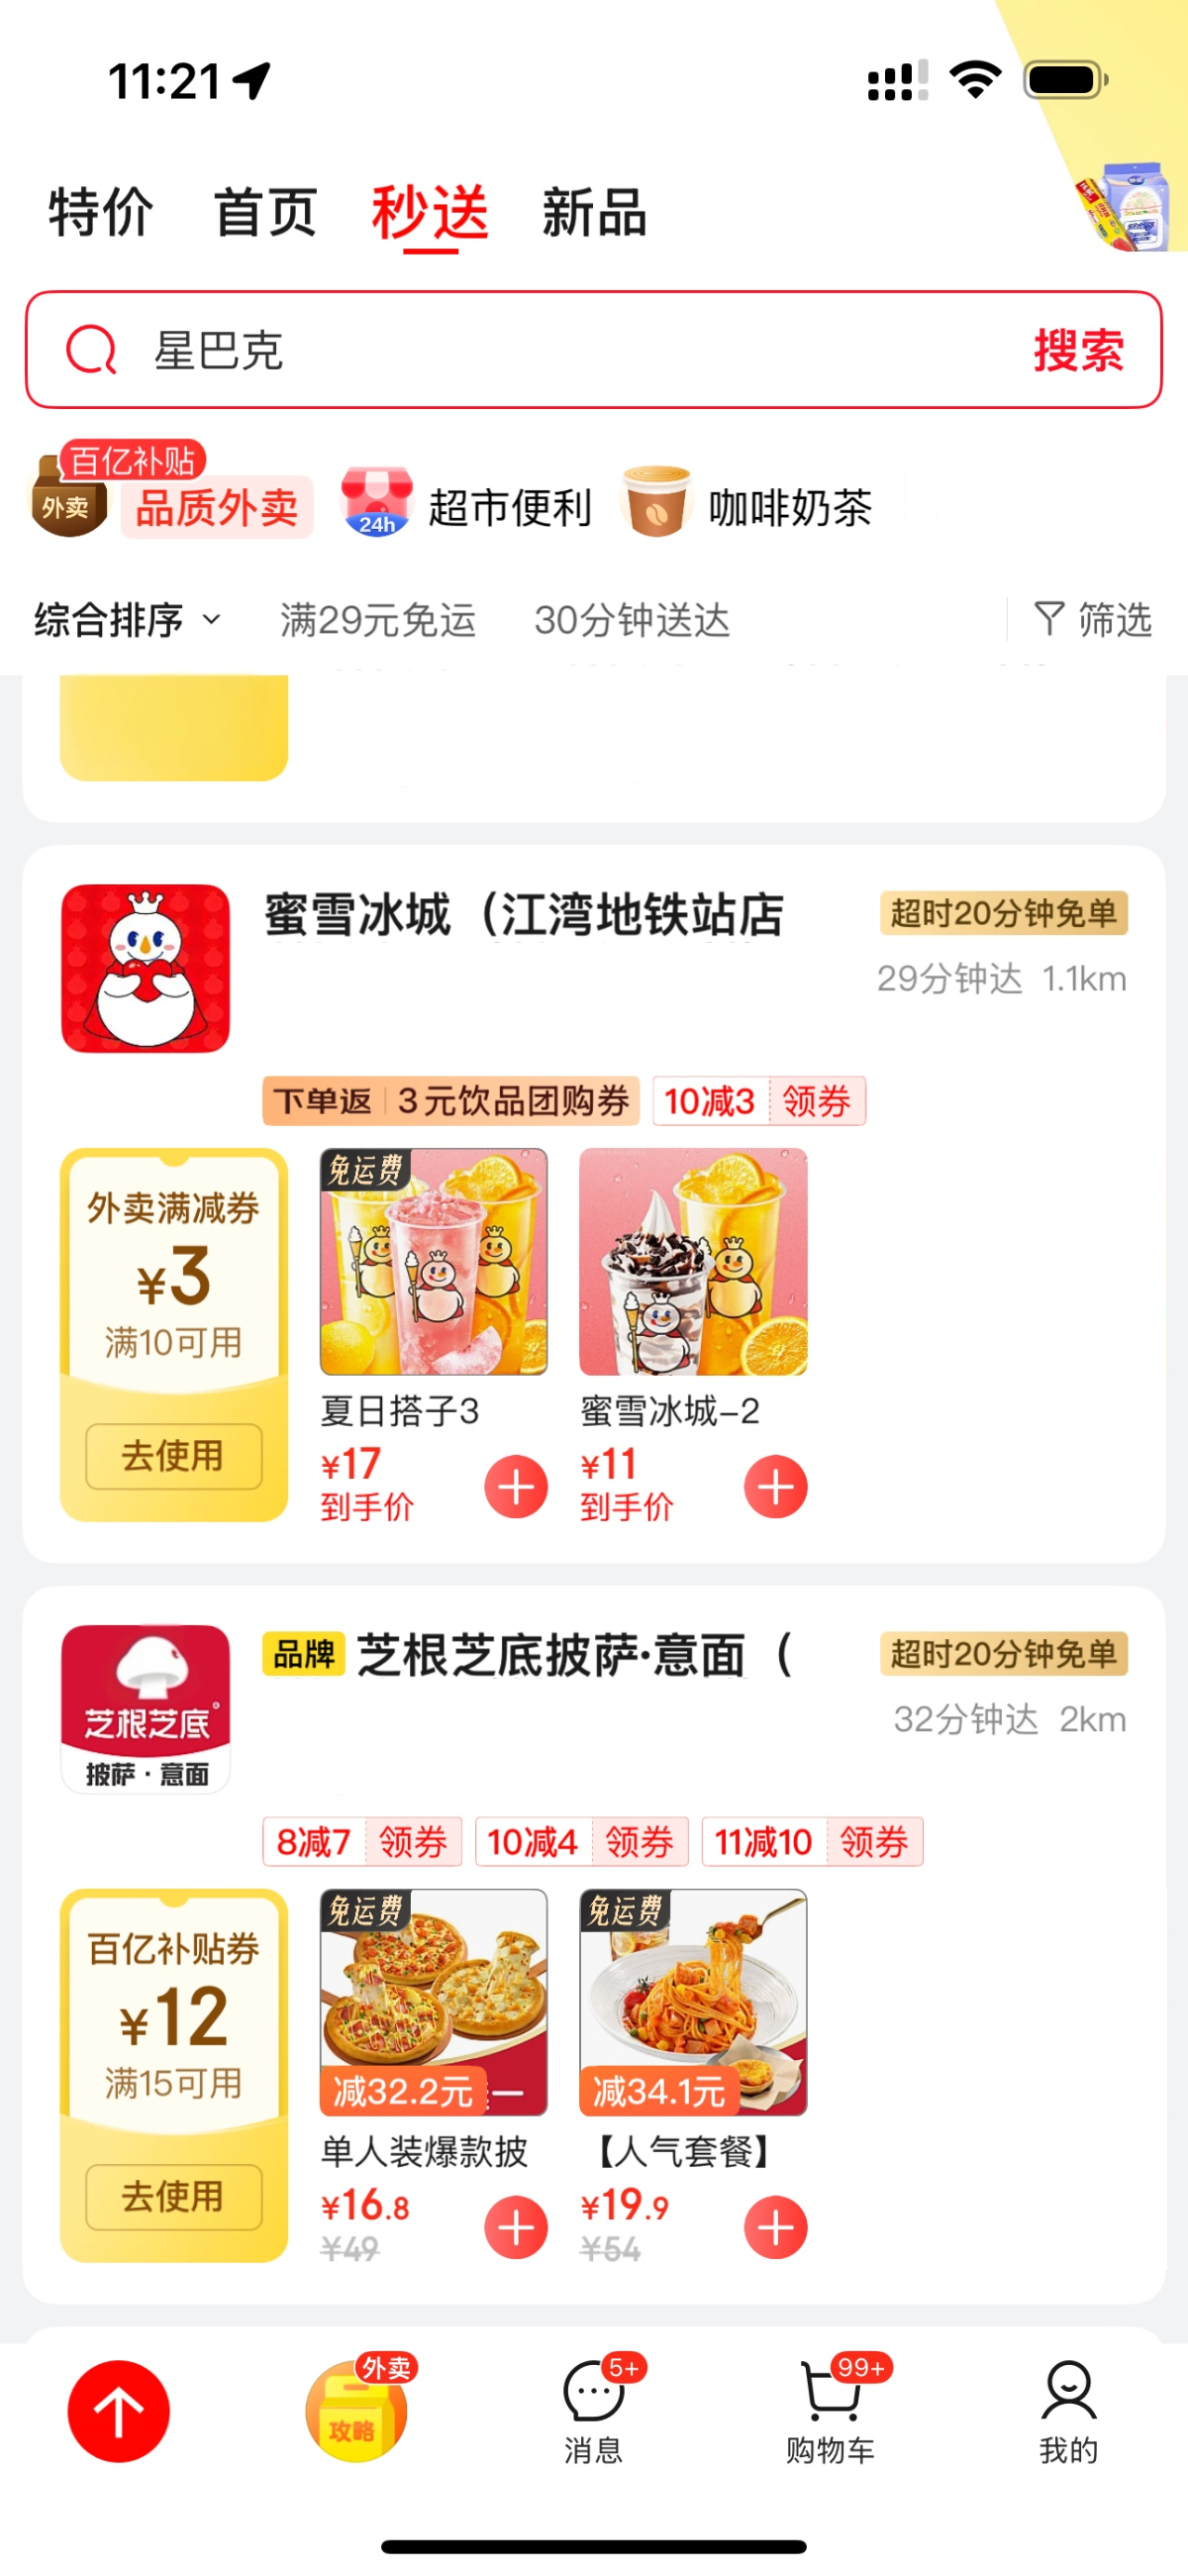 11:21
特价 首页 秒送 新品
星巴克 搜索
百亿补贴
外卖 品质外卖 24h 超市便利 咖啡奶茶
综合排序 满29元免运 30分钟送达 筛选
蜜雪冰城（江湾地铁站店 超时20分钟免单
29分钟达 1.1km
下单返 3元饮品团购券 10减3 领券
外卖满减券
¥3
满10可用
去使用
免运费
夏日搭子3
¥17
到手价
蜜雪冰城-2
¥11
到手价
品牌 芝根芝底披萨·意面（ 超时20分钟免单
32分钟达 2km
芝根芝底
披萨·意面
8减7 领券 10减4 领券 11减10 领券
百亿补贴券
¥12
满15可用
去使用
免运费
减32.2元
单人装爆款披
¥16.8
¥49
免运费
减34.1元
【人气套餐】
¥19.9
¥54
外卖
攻略
5+
消息
99+
购物车
我的